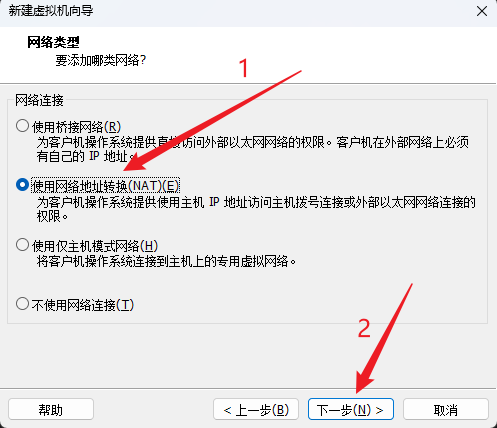 新建虚拟机向导
网络类型
要添加哪类网络?
1
网络连接
使用桥接网络(R)
为客户机操作系统提供直接访问外部以太网网络的权限。客户机在外部网络上必须
有自己的 IP 地址。
使用网络地址转换(NAT)(E)
为客户机操作系统提供使用主机 IP 地址访问主机拨号连接或外部以太网网络连接的
权限。
使用仅主机模式网络(H)
将客户机操作系统连接到主机上的专用虚拟网络。
不使用网络连接(T)
2
帮助
< 上一步(B)
下一步(N) >
取消